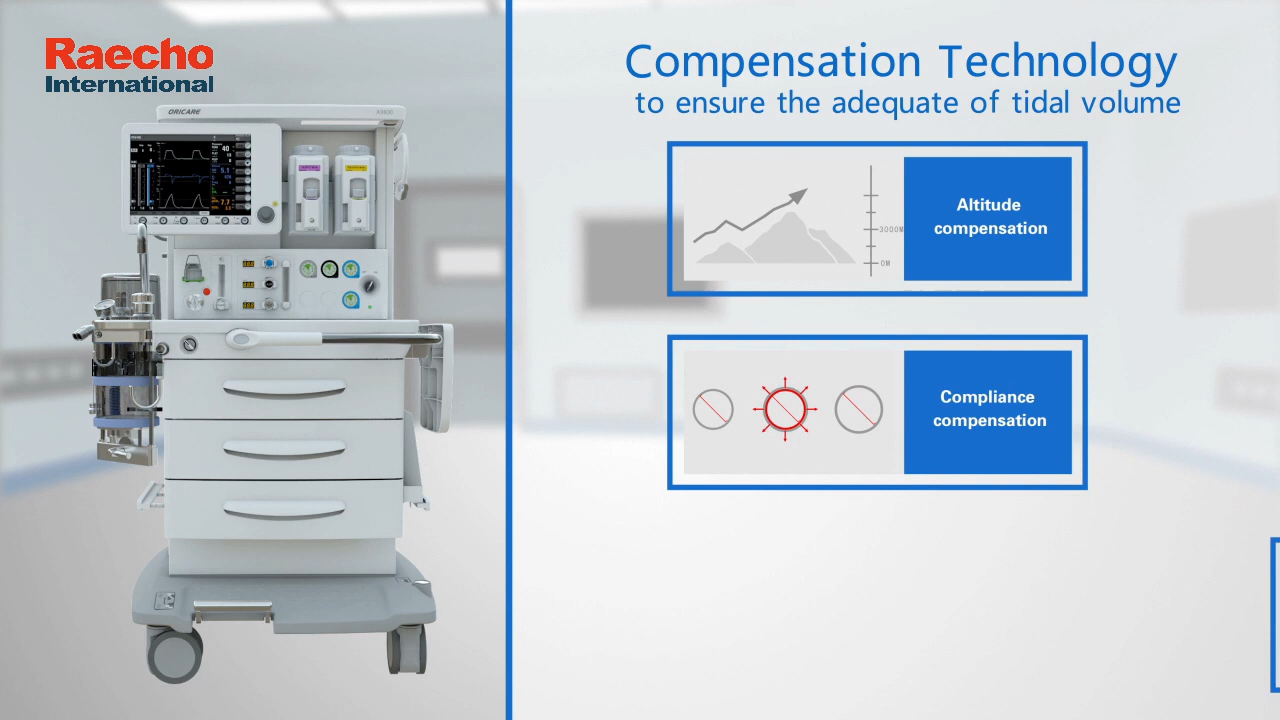 Raecho
International
Compensation Technology
to ensure the adequate of tidal volume
ORICARE
Altitude
compensation
3000M
0M
Compliance
compensation